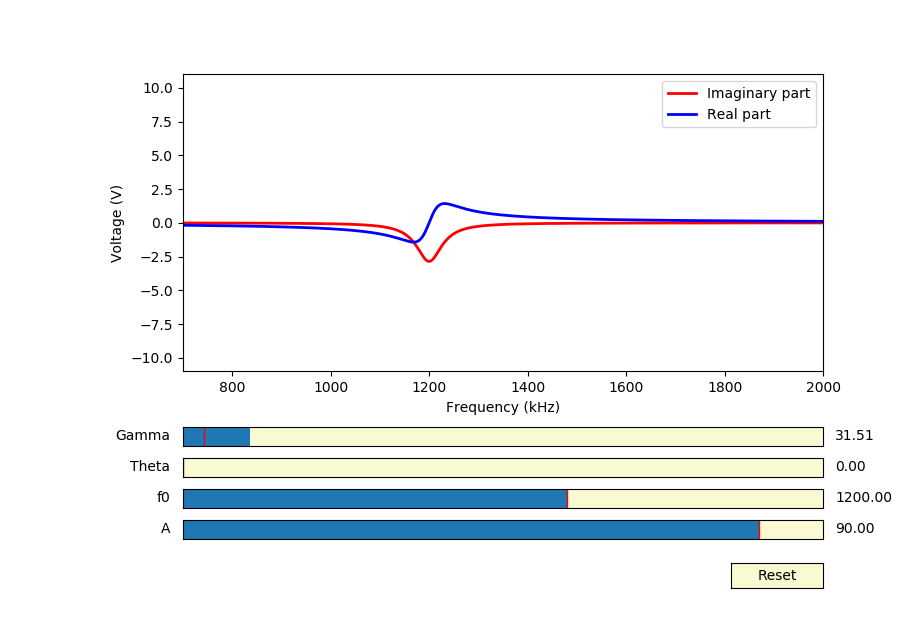 10.0
7.5
5.0
2.5
0.0
−2.5
−5.0
−7.5
−10.0
Voltage (V)
Imaginary part
Real part
800 1000 1200 1400 1600 1800 2000
Frequency (kHz)
Gamma 31.51
Theta 0.00
f0 1200.00
A 90.00
Reset